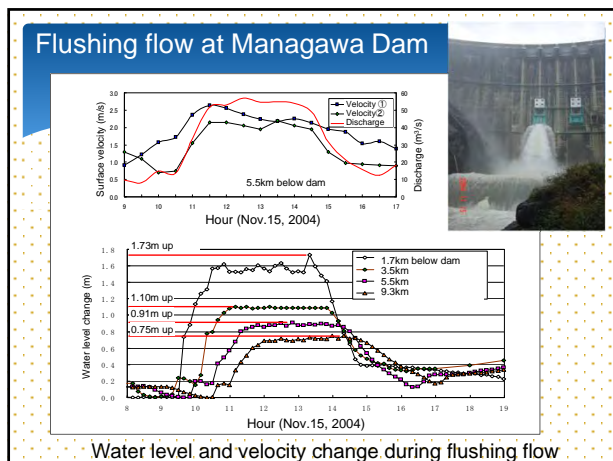 Flushing flow at Managawa Dam
3.0
2.5
2.0
1.5
1.0
0.5
0.0
Surface velocity (m/s)
60
50
40
30
20
10
0
Discharge (m³/s)
Velocity ①
Velocity②
Discharge
5.5km below dam
9 10 11 12 13 14 15 16 17
Hour (Nov.15, 2004)
1.8
1.6
1.4
1.2
1.0
0.8
0.6
0.4
0.2
0.0
Water level change (m)
1.73m up
1.10m up
0.91m up
0.75m up
1.7km below dam
3.5km
5.5km
9.3km
8 9 10 11 12 13 14 15 16 17 18 19
Hour (Nov.15, 2004)
Water level and velocity change during flushing flow